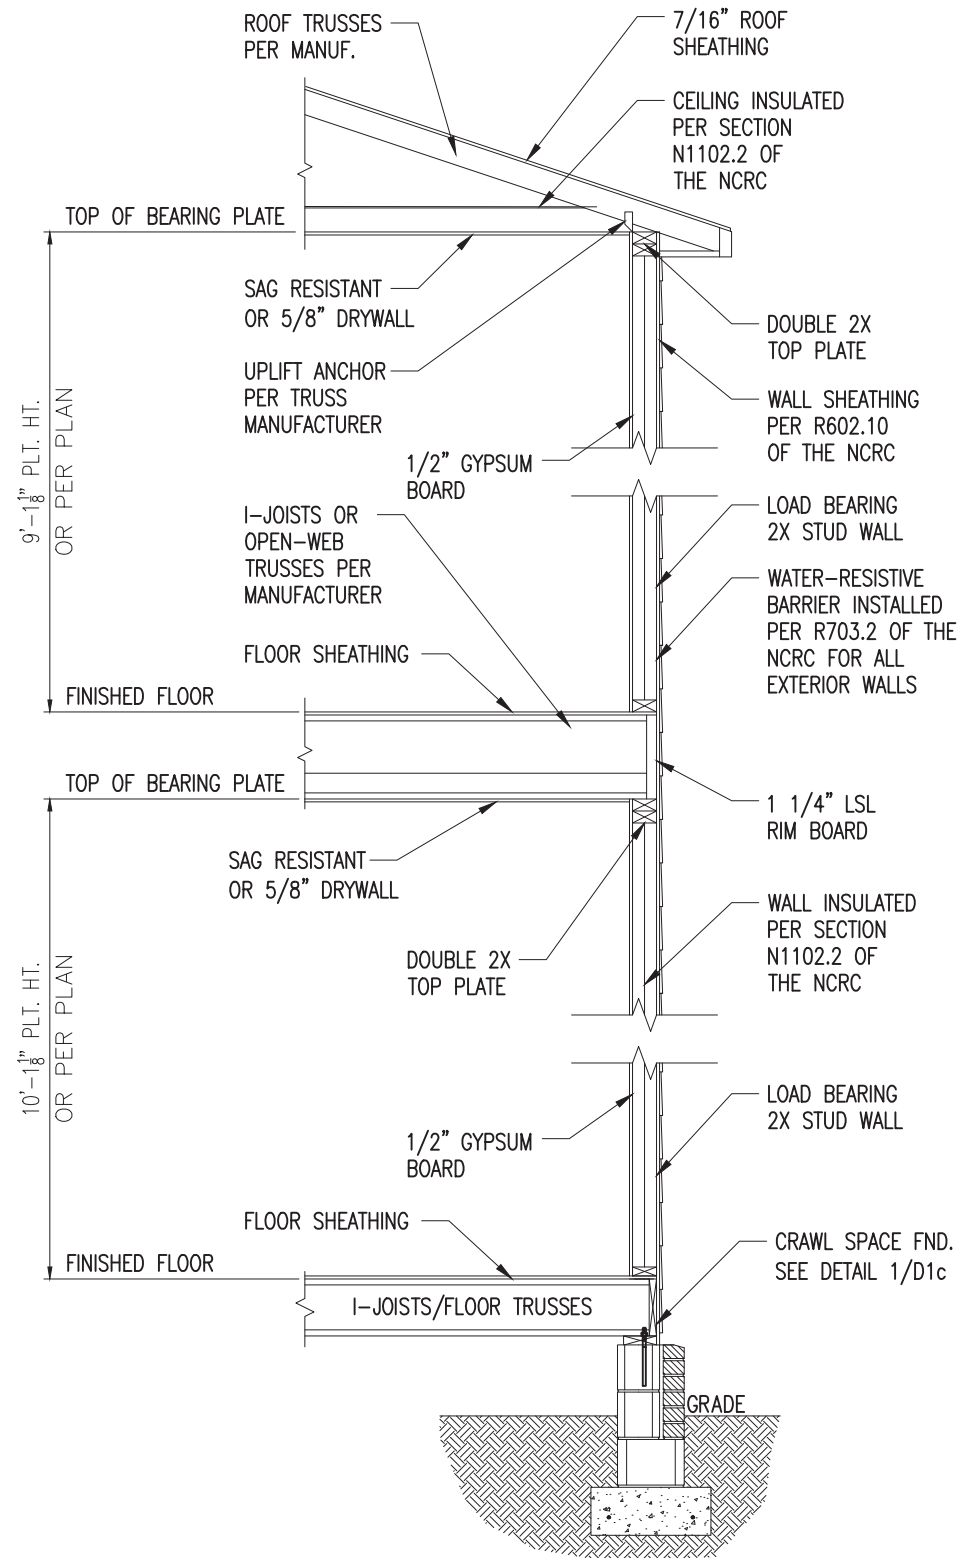 ROOF TRUSSES
PER MANUF.
7/16" ROOF
SHEATHING
CEILING INSULATED
PER SECTION
N1102.2 OF
THE NCRC
TOP OF BEARING PLATE
SAG RESISTANT
OR 5/8" DRYWALL
DOUBLE 2X
TOP PLATE
UPLIFT ANCHOR
PER TRUSS
MANUFACTURER
WALL SHEATHING
PER R602.10
OF THE NCRC
9'-1 1/8" PLT. HT.
OR PER PLAN
1/2" GYPSUM
BOARD
I-JOISTS OR
OPEN-WEB
TRUSSES PER
MANUFACTURER
LOAD BEARING
2X STUD WALL
WATER-RESISTIVE
BARRIER INSTALLED
PER R703.2 OF THE
NCRC FOR ALL
EXTERIOR WALLS
FLOOR SHEATHING
FINISHED FLOOR
TOP OF BEARING PLATE
1 1/4" LSL
RIM BOARD
SAG RESISTANT
OR 5/8" DRYWALL
WALL INSULATED
PER SECTION
N1102.2 OF
THE NCRC
DOUBLE 2X
TOP PLATE
10'-1 1/8" PLT. HT.
OR PER PLAN
LOAD BEARING
2X STUD WALL
1/2" GYPSUM
BOARD
FLOOR SHEATHING
FINISHED FLOOR
CRAWL SPACE FND.
SEE DETAIL 1/D1c
I-JOISTS/FLOOR TRUSSES
GRADE